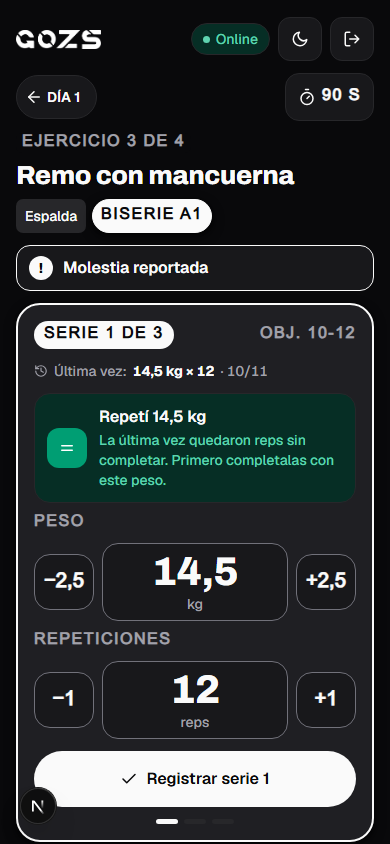 GOZS
Online
DÍA 1
90 S
EJERCICIO 3 DE 4
Remo con mancuerna
Espalda
BISERIE A1
! Molestia reportada
SERIE 1 DE 3
OBJ. 10-12
Última vez: 14,5 kg × 12 · 10/11
= Repetí 14,5 kg
La última vez quedaron reps sin
completar. Primero completalas con
este peso.
PESO
−2,5
14,5
+2,5
kg
REPETICIONES
−1
12
+1
reps
Registrar serie 1
N